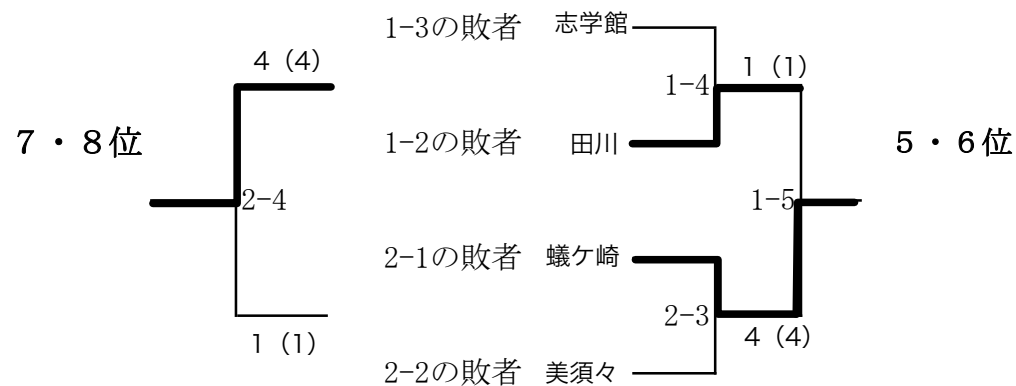 1-3の敗者 志学館
4（4）
1（1）
1-4
7・8位
1-2の敗者 田川
5・6位
2-4
1-5
2-1の敗者 蟻ケ崎
2-3
1（1）
4（4）
2-2の敗者 美須々